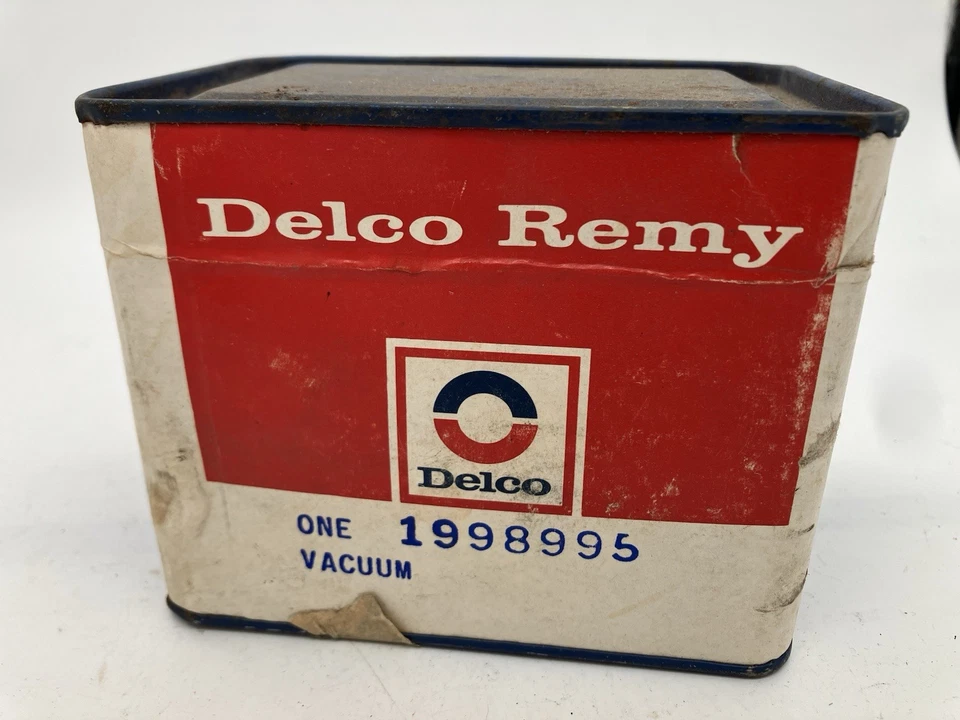 Delco Remy
Delco
ONE 1998995
VACUUM